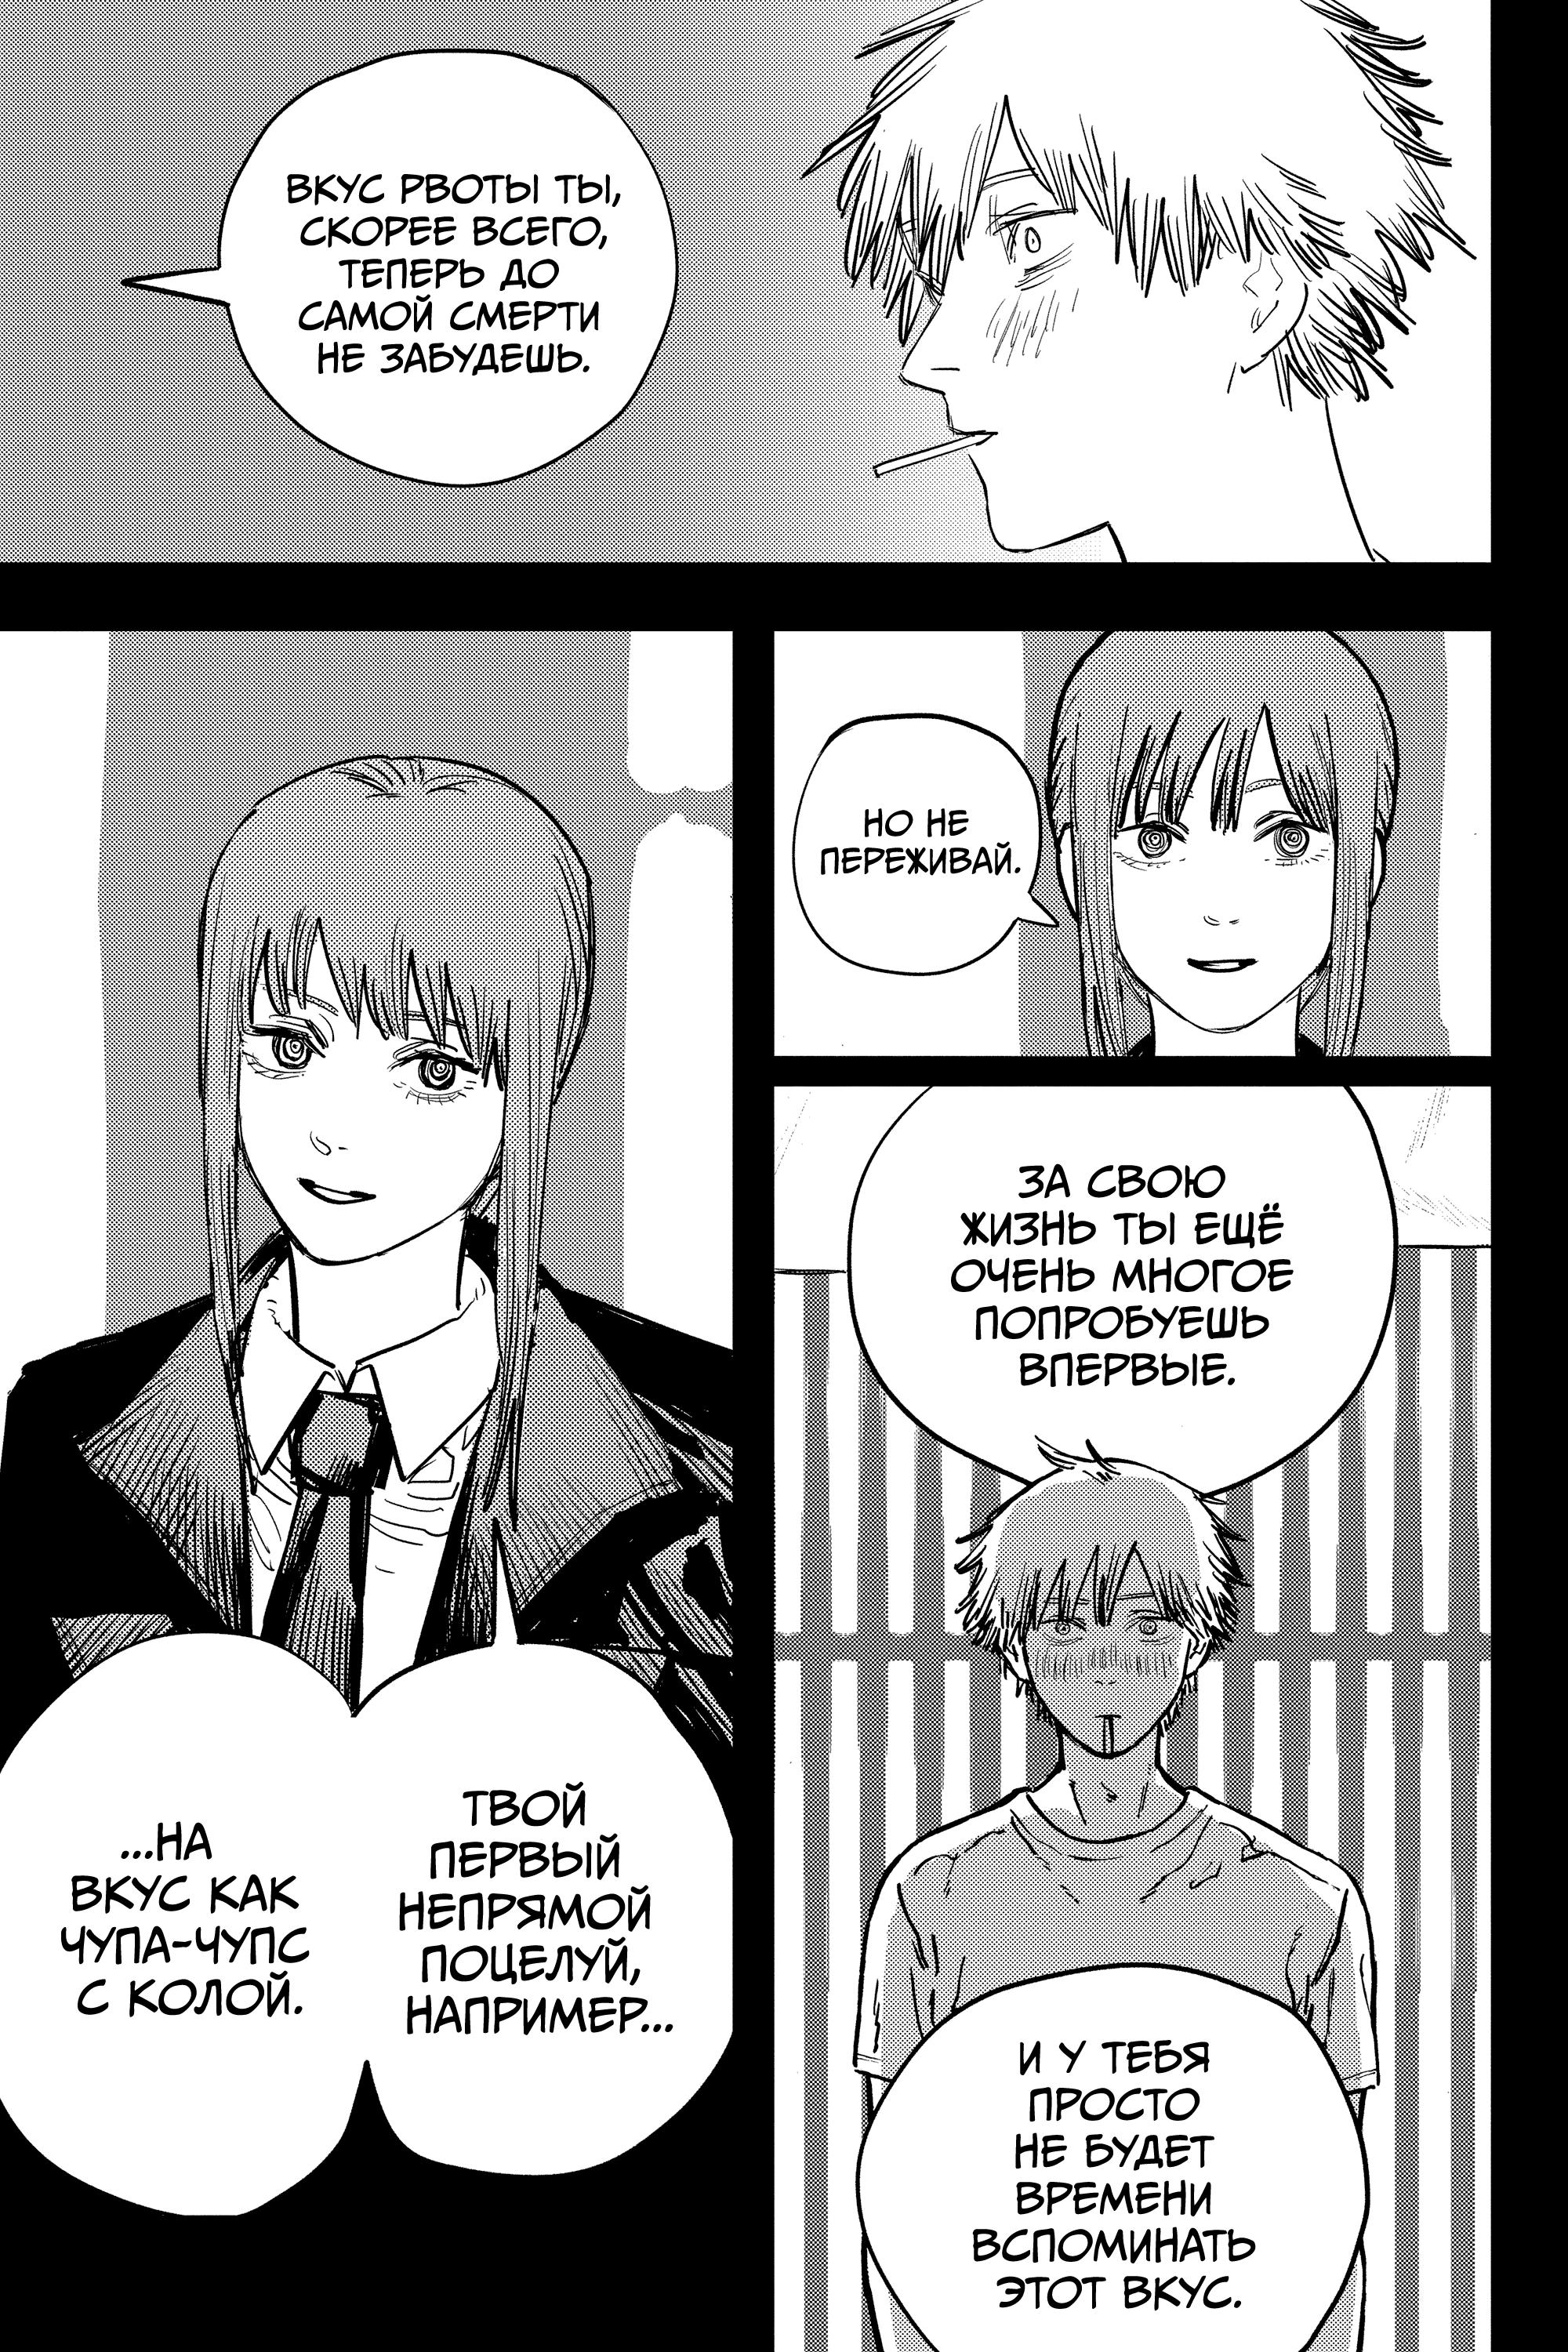 ВКУС РВОТЫ ТЫ,
СКОРЕЕ ВСЕГО,
ТЕПЕРЬ ДО
САМОЙ СМЕРТИ
НЕ ЗАБУДЕШЬ.
НО НЕ
ПЕРЕЖИВАЙ.
ЗА СВОЮ
ЖИЗНЬ ТЫ ЕЩЁ
ОЧЕНЬ МНОГОЕ
ПОПРОБУЕШЬ
ВПЕРВЫЕ.
И У ТЕБЯ
ПРОСТО
НЕ БУДЕТ
ВРЕМЕНИ
ВСПОМИНАТЬ
ЭТОТ ВКУС.
ТВОЙ
ПЕРВЫЙ
НЕПРЯМОЙ
ПОЦЕЛУЙ,
НАПРИМЕР...
...НА
ВКУС КАК
ЧУПА-ЧУПС
С КОЛОЙ.